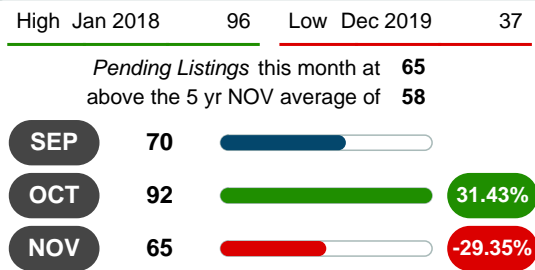 High Jan 2018 96 Low Dec 2019 37
Pending Listings this month at 65
above the 5 yr NOV average of 58
SEP 70
OCT 92 31.43%
NOV 65 -29.35%